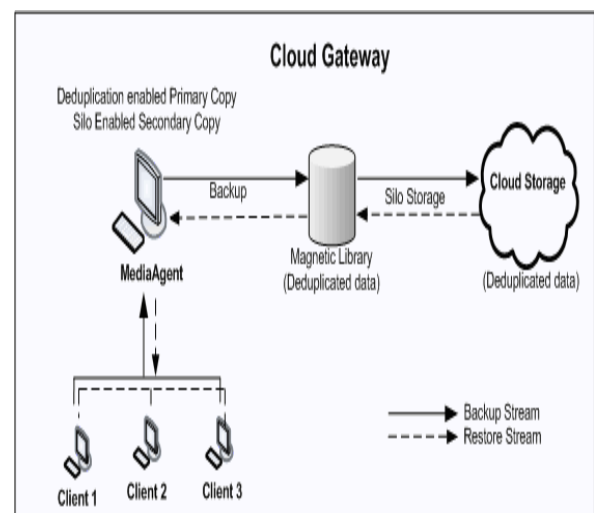 Cloud Gateway
Deduplication enabled Primary Copy
Silo Enabled Secondary Copy
Backup
Silo Storage
Cloud Storage
MediaAgent
Magnetic Library
(Deduplicated data)
(Deduplicated data)
Backup Stream
Restore Stream
Client 1
Client 2
Client 3